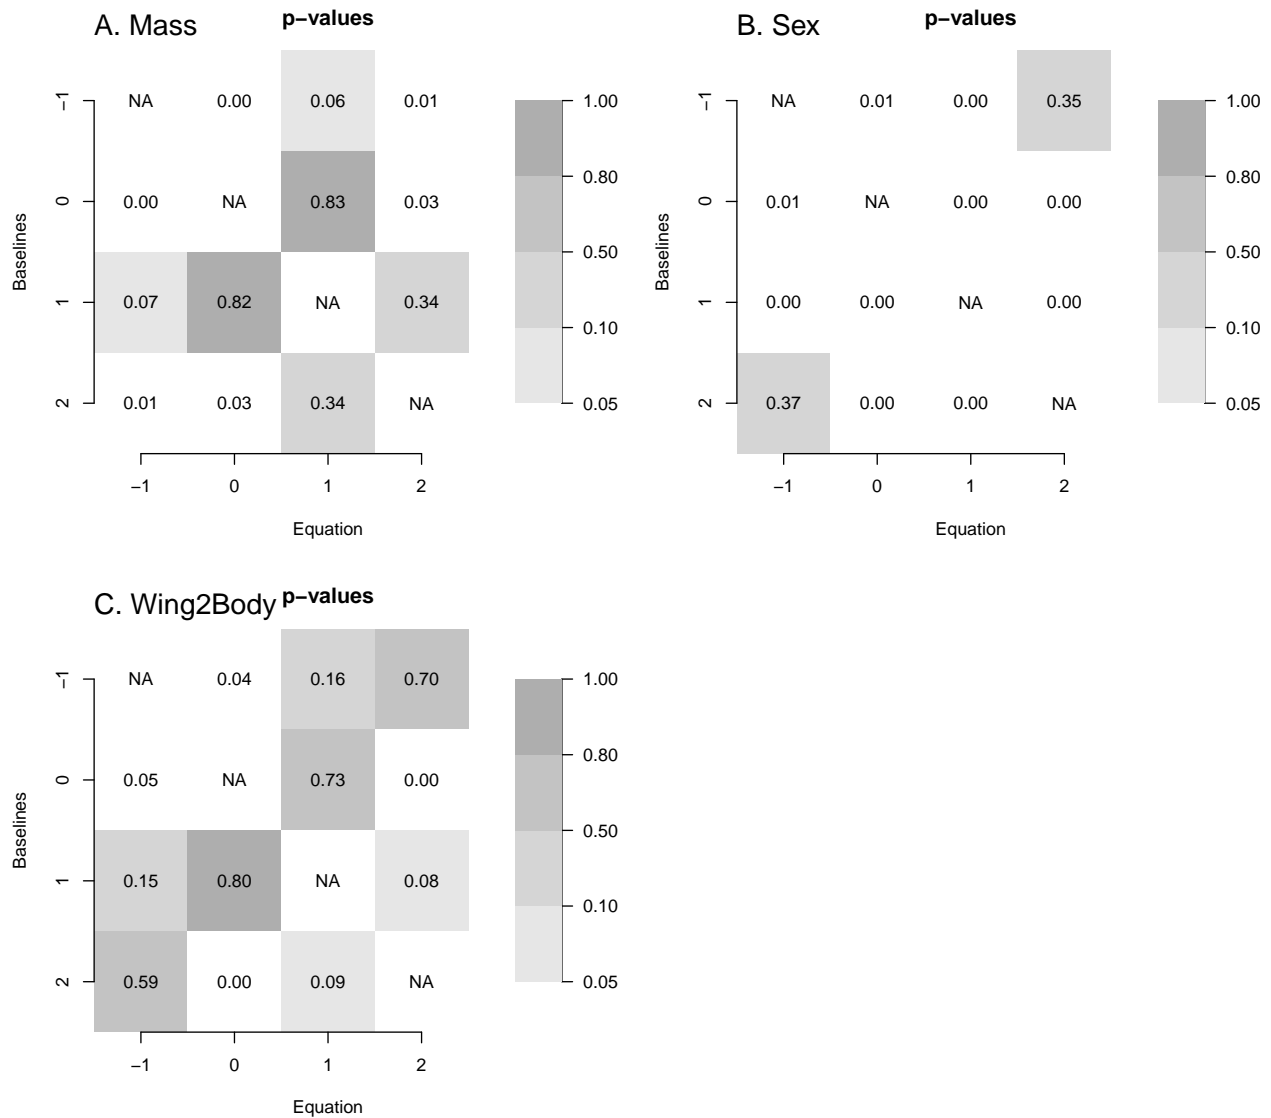 A. Mass
p−values
−1 NA 0.00 0.06 0.01
0 0.00 NA 0.83 0.03
1 0.07 0.82 NA 0.34
2 0.01 0.03 0.34 NA
Baselines
−1 0 1 2
Equation
1.00
0.80
0.50
0.10
0.05
B. Sex
p−values
−1 NA 0.01 0.00 0.35
0 0.01 NA 0.00 0.00
1 0.00 0.00 NA 0.00
2 0.37 0.00 0.00 NA
Baselines
−1 0 1 2
Equation
1.00
0.80
0.50
0.10
0.05
C. Wing2Body
p−values
−1 NA 0.04 0.16 0.70
0 0.05 NA 0.73 0.00
1 0.15 0.80 NA 0.08
2 0.59 0.00 0.09 NA
Baselines
−1 0 1 2
Equation
1.00
0.80
0.50
0.10
0.05